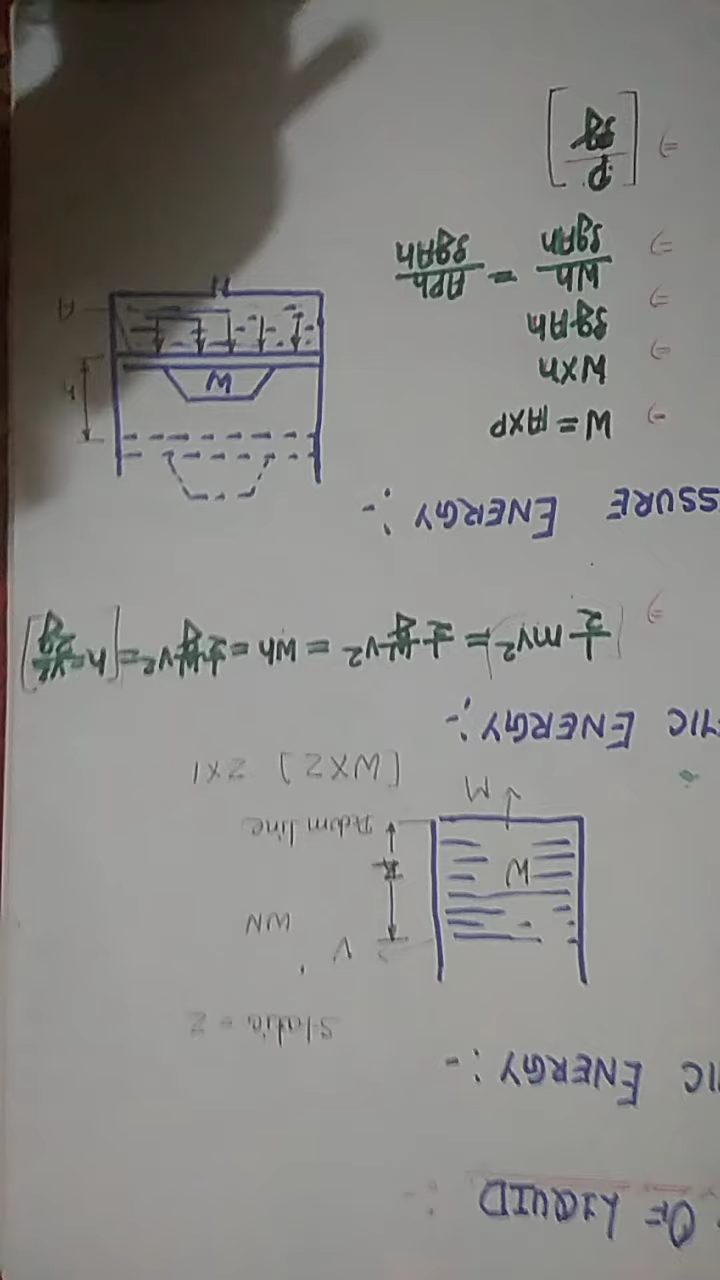 OF LIQUID :
IC ENERGY :-
Static = Z
V
WN
W
Datum line
M
[W×Z] Z×1
TIC ENERGY :-
⇒ ½ mv² = ½ W/g v² = Wh = ½ W/g v² = [h = v²/2g]
SSURE ENERGY :-
⇒ W = A×P
⇒ W×h
⇒ ρgAh
⇒ Wh/ρgAh = APh/ρgAh
⇒ [P/ρg]
W
h
A